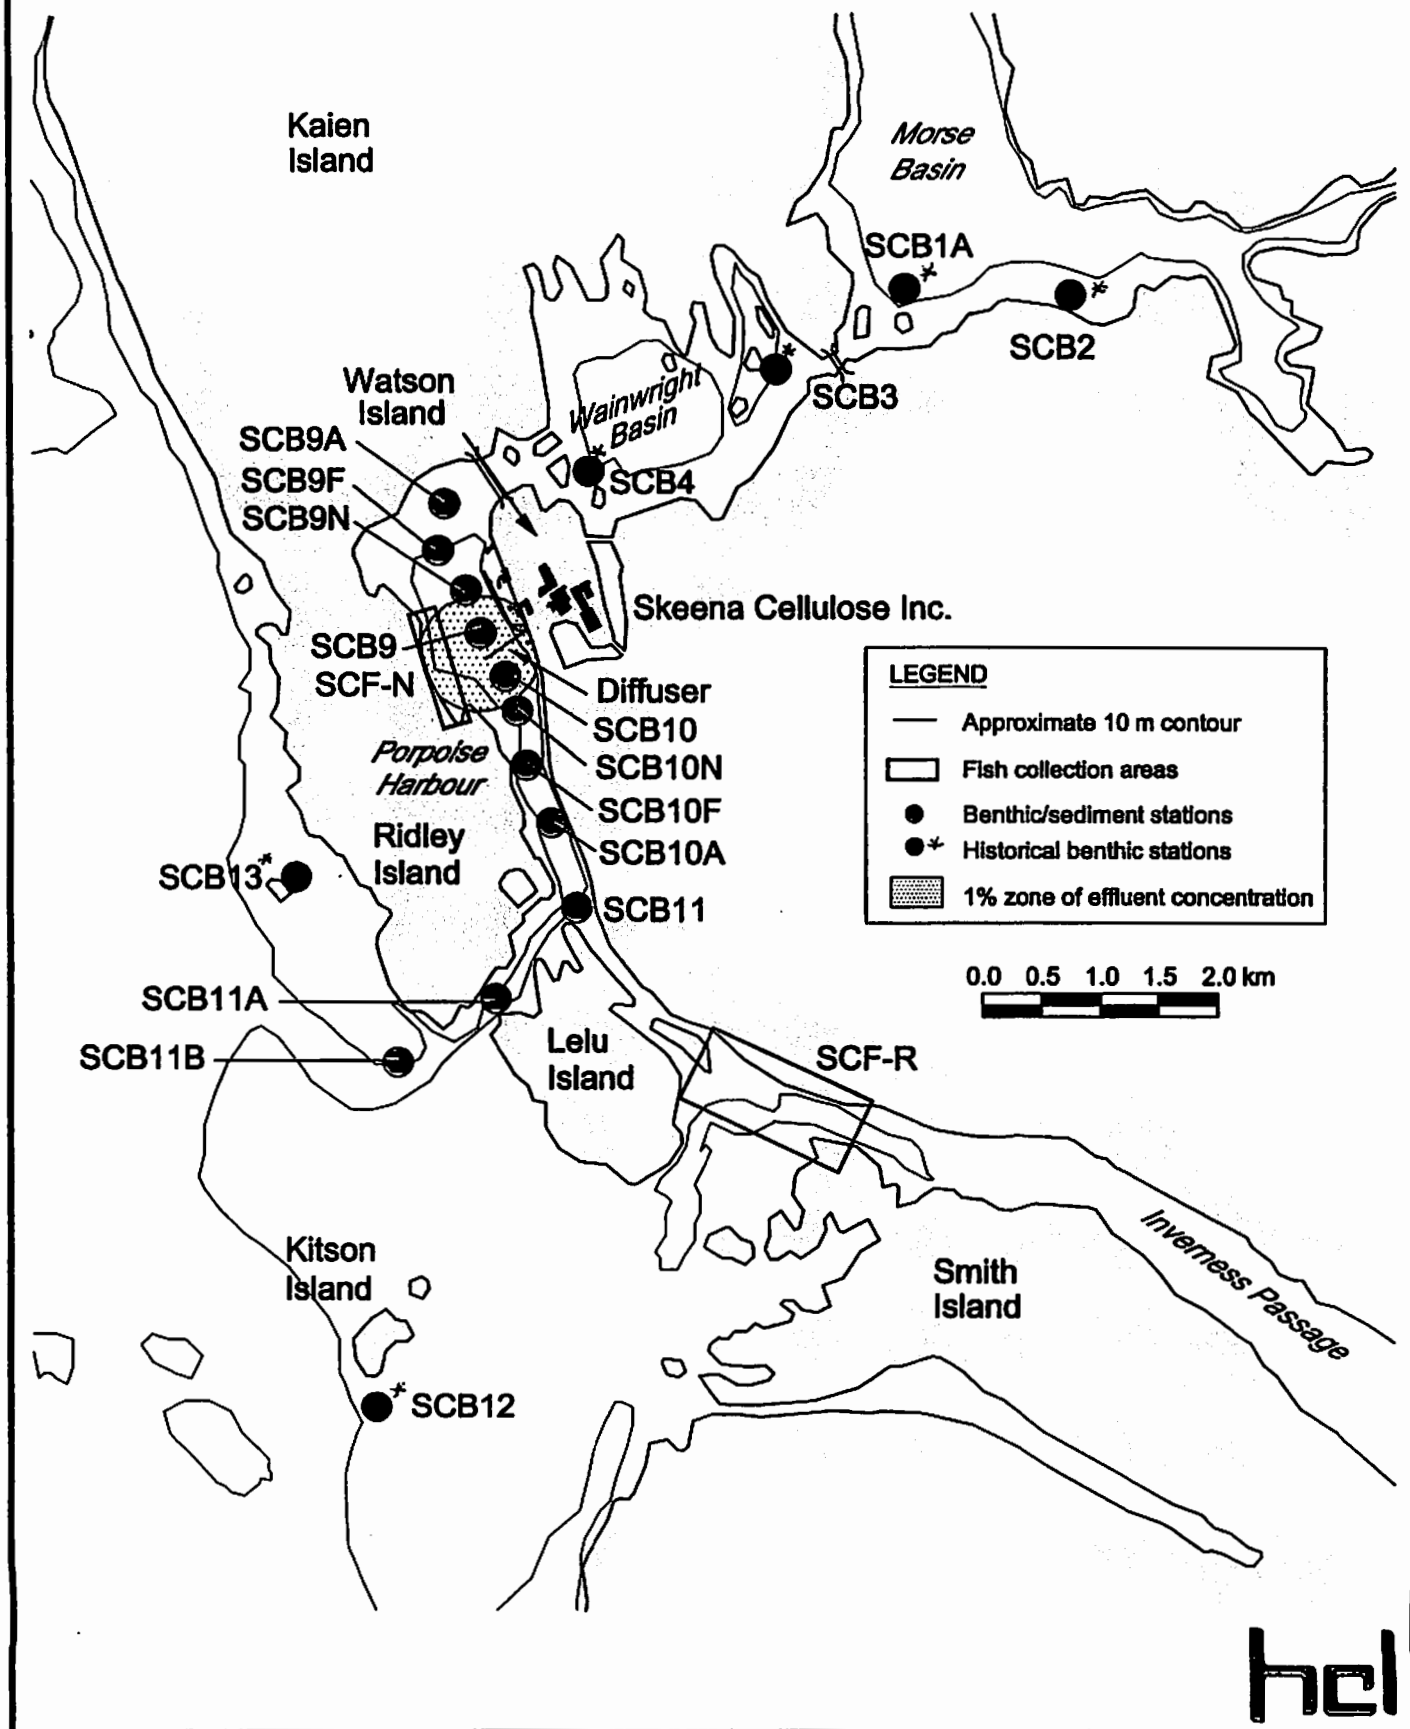 Kaien
Island
Morse
Basin
SCB1A
*
*
SCB2
*
SCB3
Watson
Island
Wainwright
Basin
*
SCB4
SCB9A
SCB9F
SCB9N
Skeena Cellulose Inc.
SCB9
SCF-N
Diffuser
SCB10
SCB10N
SCB10F
SCB10A
Porpoise
Harbour
Ridley
Island
SCB13
*
SCB11
LEGEND
Approximate 10 m contour
Fish collection areas
Benthic/sediment stations
* Historical benthic stations
1% zone of effluent concentration
0.0 0.5 1.0 1.5 2.0 km
SCB11A
SCB11B
Lelu
Island
SCF-R
Kitson
Island
Smith
Island
Inverness Passage
*
SCB12
hcl